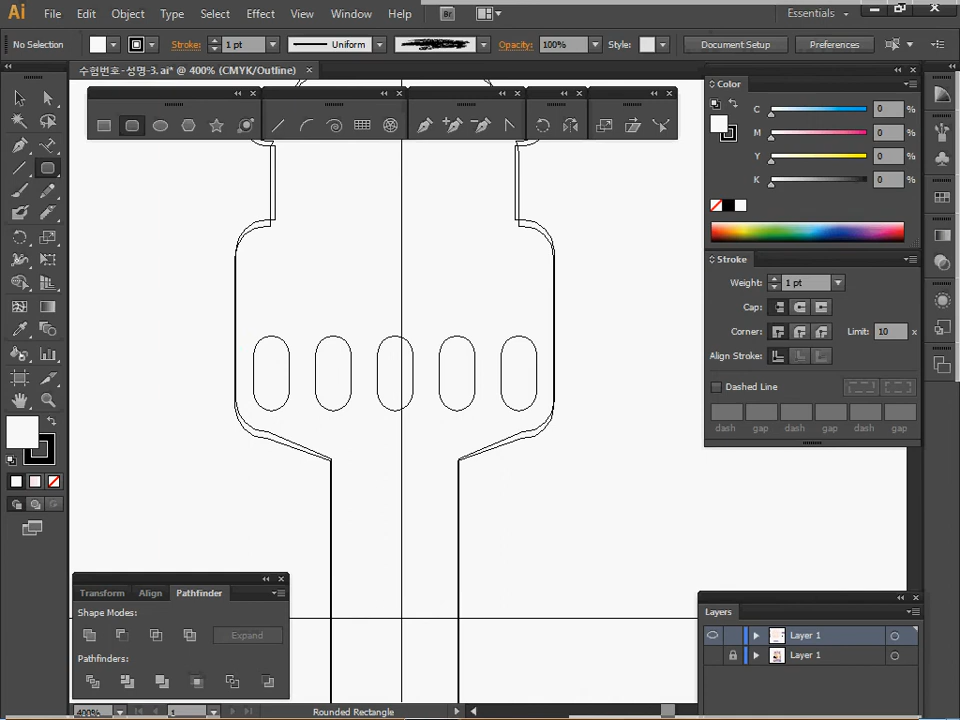 Ai File Edit Object Type Select Effect View Window Help Br Essentials
No Selection Stroke: 1 pt Uniform Opacity: 100% Style: Document Setup Preferences
수험번호-성명-3.ai* @ 400% (CMYK/Outline)
Color
C 0 %
M 0 %
Y 0 %
K 0 %
Stroke
Weight: 1 pt
Cap:
Corner: Limit: 10 x
Align Stroke:
Dashed Line
dash gap dash gap dash gap
Transform Align Pathfinder
Shape Modes:
Expand
Pathfinders:
Layers
Layer 1
Layer 1
400% 1 Rounded Rectangle